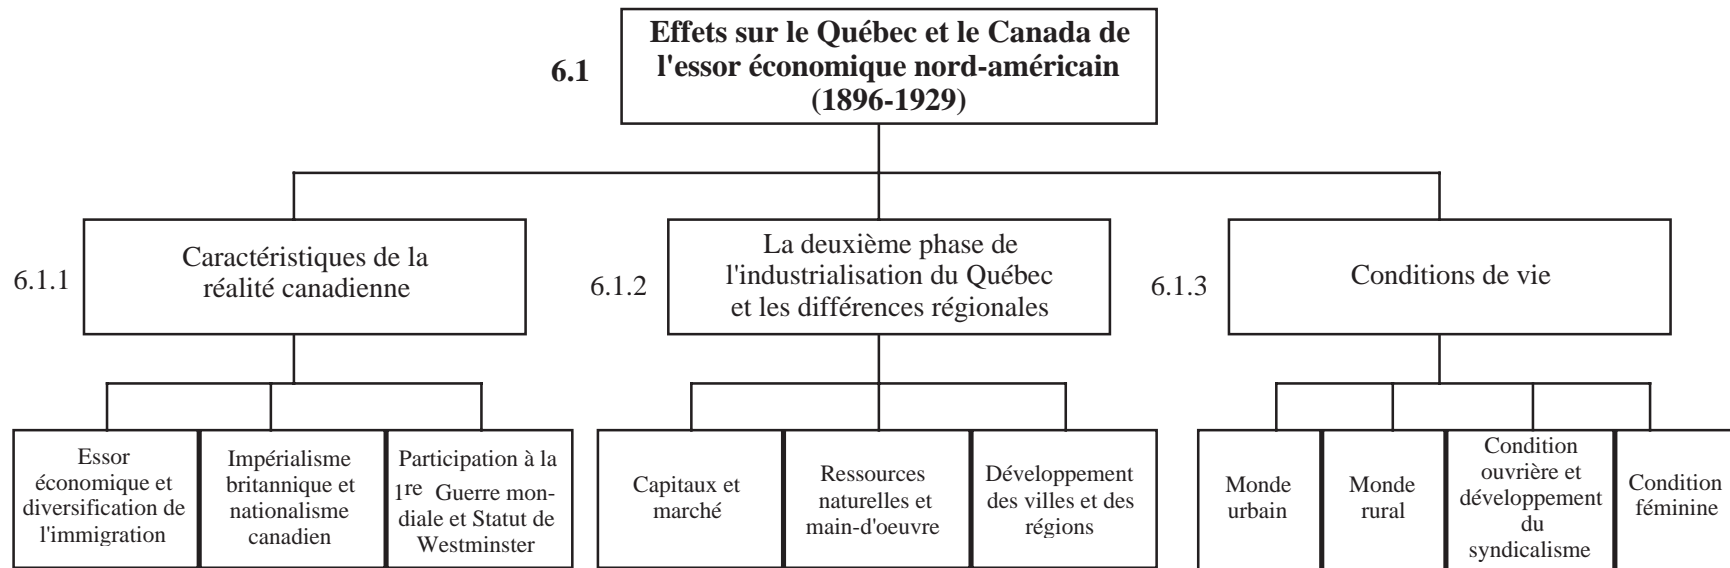 6.1
Effets sur le Québec et le Canada de
l'essor économique nord-américain
(1896-1929)
6.1.1
Caractéristiques de la
réalité canadienne
6.1.2
La deuxième phase de
l'industrialisation du Québec
et les différences régionales
6.1.3
Conditions de vie
Essor
économique et
diversification de
l'immigration
Impérialisme
britannique et
nationalisme
canadien
Participation à la
1re Guerre mon-
diale et Statut de
Westminster
Capitaux et
marché
Ressources
naturelles et
main-d'oeuvre
Développement
des villes et des
régions
Monde
urbain
Monde
rural
Condition
ouvrière et
développement
du
syndicalisme
Condition
féminine